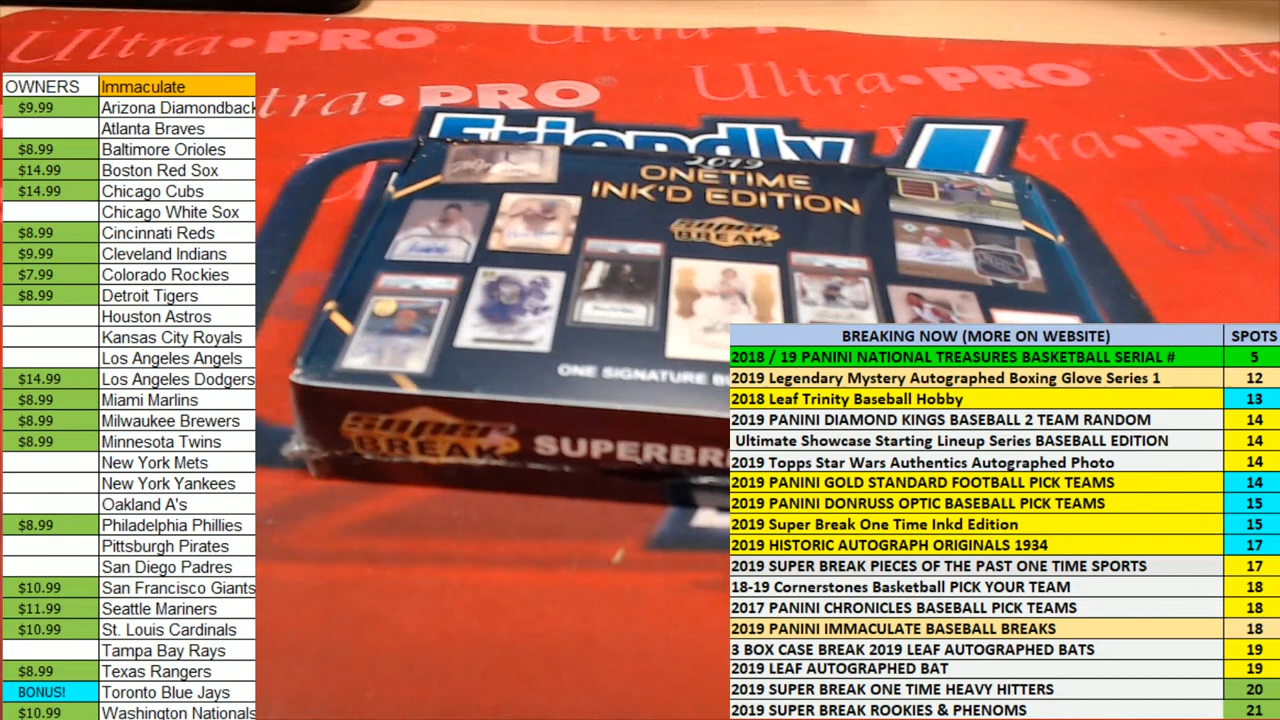 Ultra•PRO®
Ultra•PRO
Ultra•PRO
tra•PRO®
OWNERS Immaculate
$9.99 Arizona Diamondback
Atlanta Braves
$8.99 Baltimore Orioles
$14.99 Boston Red Sox
$14.99 Chicago Cubs
Chicago White Sox
$8.99 Cincinnati Reds
$9.99 Cleveland Indians
$7.99 Colorado Rockies
$8.99 Detroit Tigers
Houston Astros
Kansas City Royals
Los Angeles Angels
$14.99 Los Angeles Dodgers
$8.99 Miami Marlins
$8.99 Milwaukee Brewers
$8.99 Minnesota Twins
New York Mets
New York Yankees
Oakland A's
$8.99 Philadelphia Phillies
Pittsburgh Pirates
San Diego Padres
$10.99 San Francisco Giants
$11.99 Seattle Mariners
$10.99 St. Louis Cardinals
Tampa Bay Rays
$8.99 Texas Rangers
BONUS! Toronto Blue Jays
$10.99 Washington Nationals
Friendly
2019
ONETIME
INK'D EDITION
SUPER
BREAK
ONE SIGNATURE
SUPER
BREAK
SUPERBR
BREAKING NOW (MORE ON WEBSITE) SPOTS
2018 / 19 PANINI NATIONAL TREASURES BASKETBALL SERIAL # 5
2019 Legendary Mystery Autographed Boxing Glove Series 1 12
2018 Leaf Trinity Baseball Hobby 13
2019 PANINI DIAMOND KINGS BASEBALL 2 TEAM RANDOM 14
Ultimate Showcase Starting Lineup Series BASEBALL EDITION 14
2019 Topps Star Wars Authentics Autographed Photo 14
2019 PANINI GOLD STANDARD FOOTBALL PICK TEAMS 14
2019 PANINI DONRUSS OPTIC BASEBALL PICK TEAMS 15
2019 Super Break One Time Inkd Edition 15
2019 HISTORIC AUTOGRAPH ORIGINALS 1934 17
2019 SUPER BREAK PIECES OF THE PAST ONE TIME SPORTS 17
18-19 Cornerstones Basketball PICK YOUR TEAM 18
2017 PANINI CHRONICLES BASEBALL PICK TEAMS 18
2019 PANINI IMMACULATE BASEBALL BREAKS 18
3 BOX CASE BREAK 2019 LEAF AUTOGRAPHED BATS 19
2019 LEAF AUTOGRAPHED BAT 19
2019 SUPER BREAK ONE TIME HEAVY HITTERS 20
2019 SUPER BREAK ROOKIES & PHENOMS 21